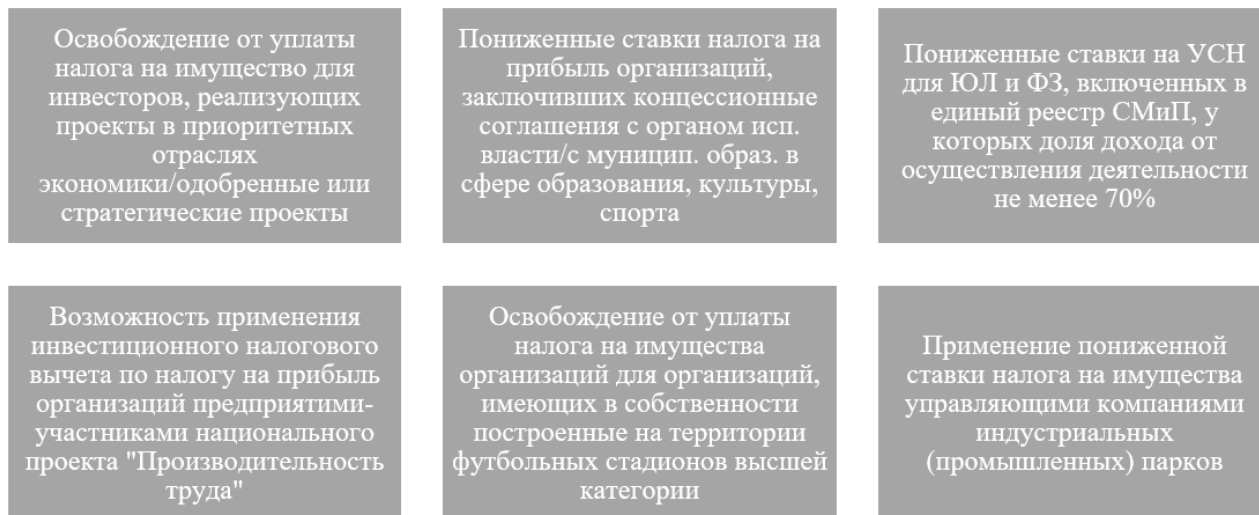 Освобождение от уплаты
налога на имущество для
инвесторов, реализующих
проекты в приоритетных
отраслях
экономики/одобренные или
стратегические проекты
Пониженные ставки налога на
прибыль организаций,
заключивших концессионные
соглашения с органом исп.
власти/с муницип. образ. в
сфере образования, культуры,
спорта
Пониженные ставки на УСН
для ЮЛ и ФЗ, включенных в
единый реестр СМиП, у
которых доля дохода от
осуществления деятельности
не менее 70%
Возможность применения
инвестиционного налогового
вычета по налогу на прибыль
организаций предприятими-
участниками национального
проекта "Производительность
труда"
Освобождение от уплаты
налога на имущества
организаций для организаций,
имеющих в собственности
построенные на территории
футбольных стадионов высшей
категории
Применение пониженной
ставки налога на имущества
управляющими компаниями
индустриальных
(промышленных) парков